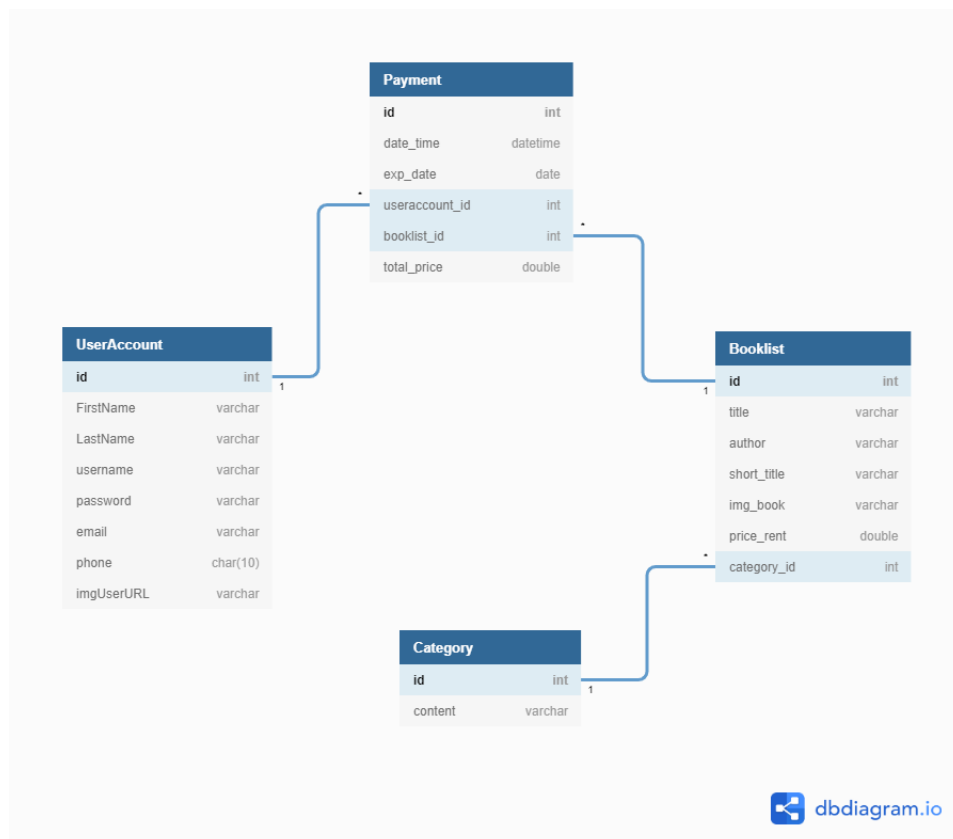 Payment
id int
date_time datetime
exp_date date
* useraccount_id int
booklist_id int *
total_price double
UserAccount
id int 1
FirstName varchar
LastName varchar
username varchar
password varchar
email varchar
phone char(10)
imgUserURL varchar
Booklist
1 id int
title varchar
author varchar
short_title varchar
img_book varchar
price_rent double
* category_id int
Category
id int 1
content varchar
dbdiagram.io